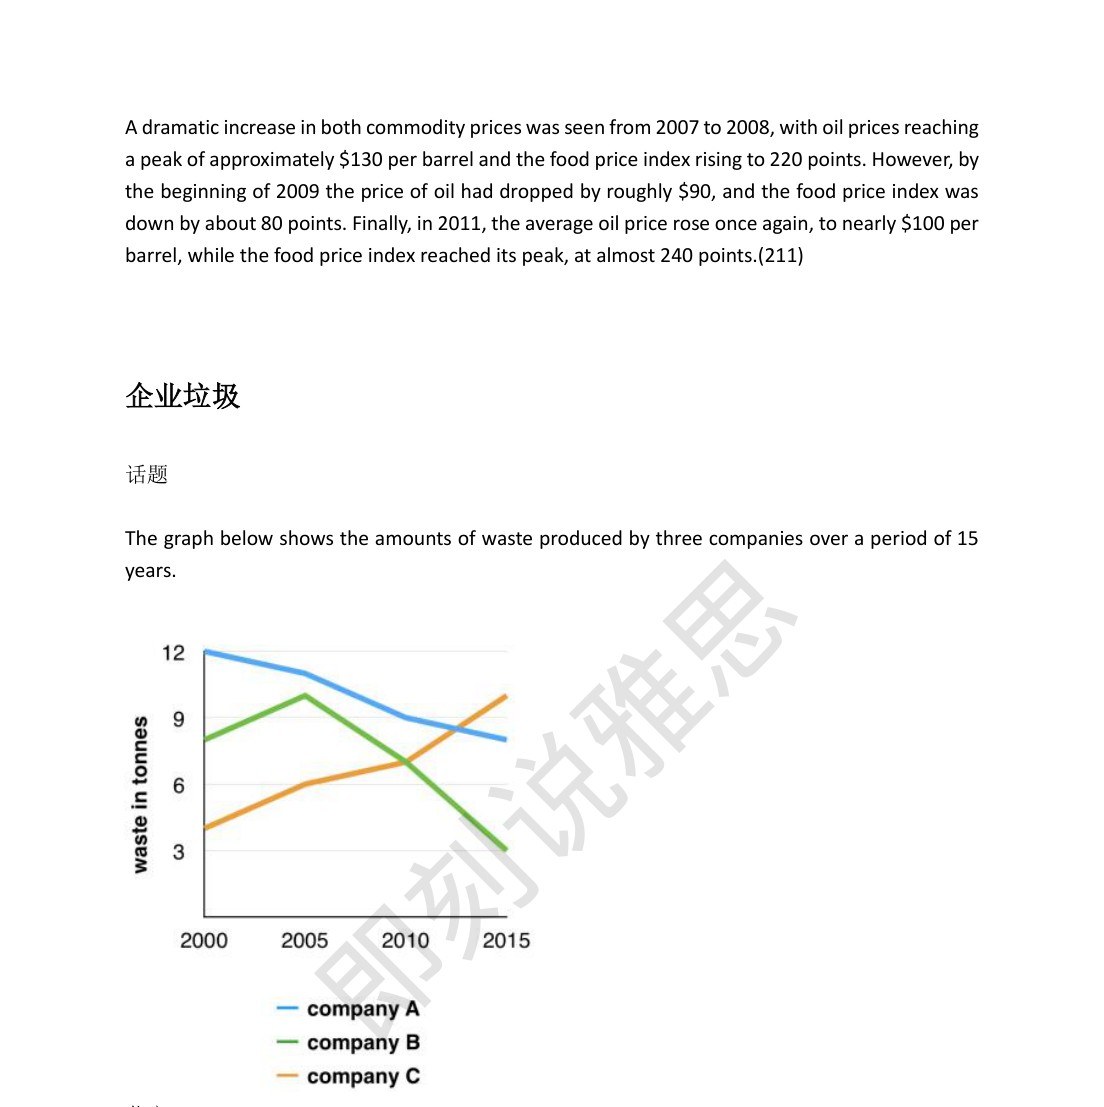 A dramatic increase in both commodity prices was seen from 2007 to 2008, with oil prices reaching
a peak of approximately $130 per barrel and the food price index rising to 220 points. However, by
the beginning of 2009 the price of oil had dropped by roughly $90, and the food price index was
down by about 80 points. Finally, in 2011, the average oil price rose once again, to nearly $100 per
barrel, while the food price index reached its peak, at almost 240 points.(211)
企业垃圾
话题
The graph below shows the amounts of waste produced by three companies over a period of 15
years.
12
9
6
3
waste in tonnes
2000 2005 2010 2015
company A
company B
company C
即刻说雅思